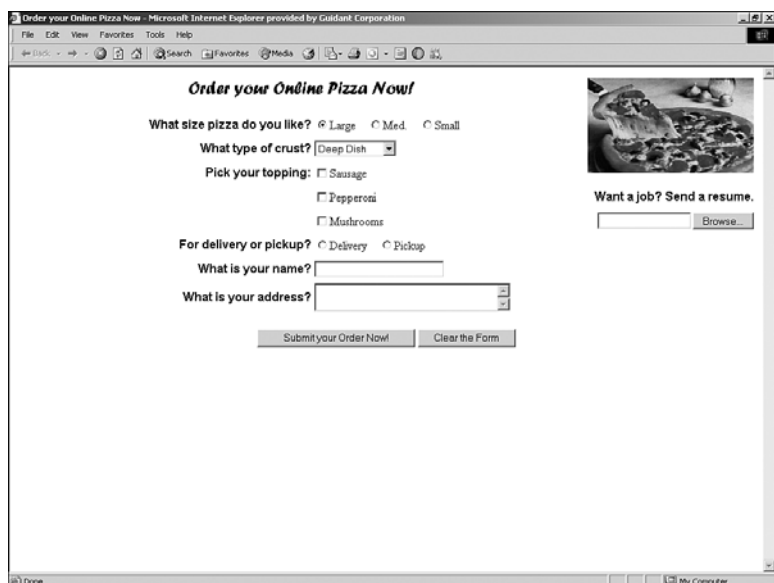 Order your Online Pizza Now - Microsoft Internet Explorer provided by Guidant Corporation
File Edit View Favorites Tools Help
Back Search Favorites Media
Order your Online Pizza Now!
What size pizza do you like? Large Med. Small
What type of crust? Deep Dish
Pick your topping: Sausage
Pepperoni
Mushrooms
For delivery or pickup? Delivery Pickup
What is your name?
What is your address?
Submit your Order Now! Clear the Form
Want a job? Send a resume.
Browse...
Done My Computer